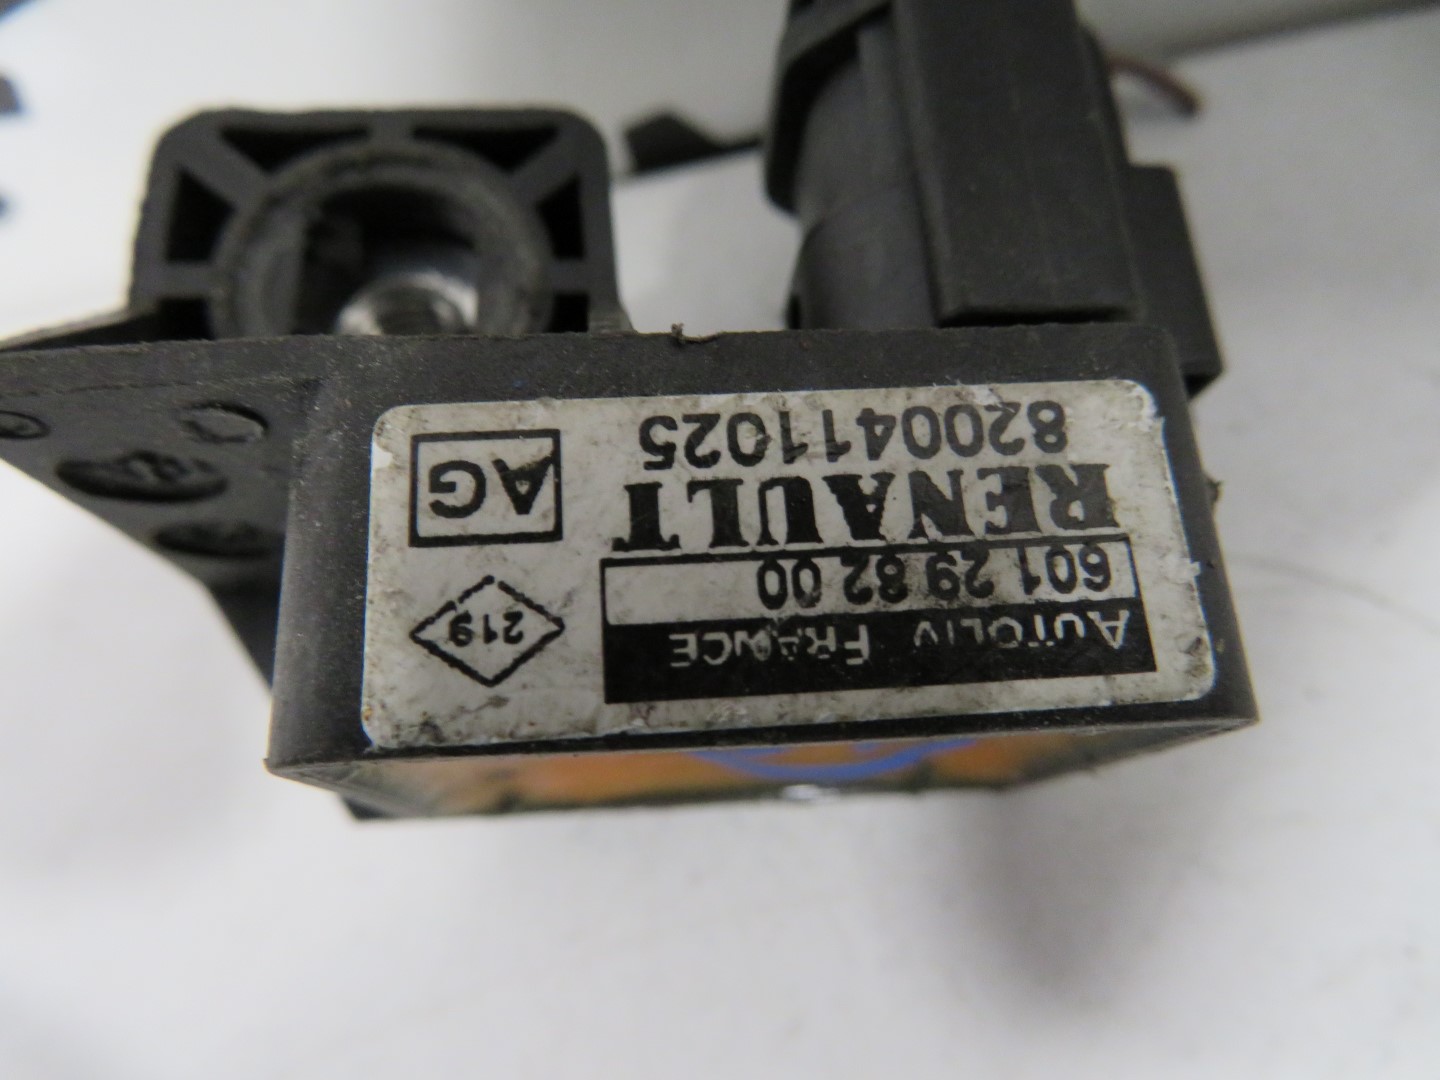 AUTOLIV FRANCE
601 29 82 00
RENAULT
8200411025
219
AG